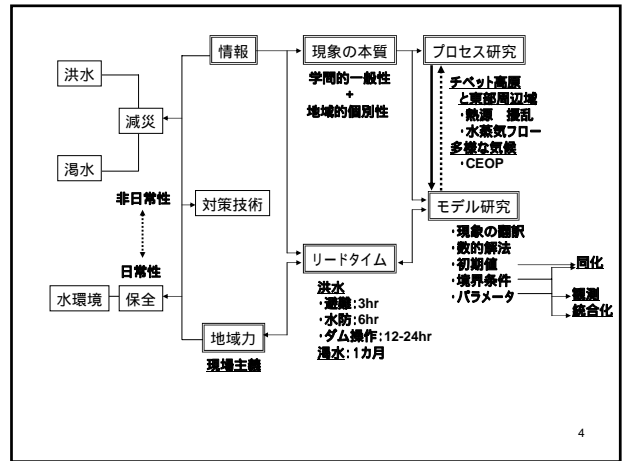 情報
現象の本質
プロセス研究
学問的一般性
+
地域的個別性
洪水
減災
渇水
チベット高原
と東部周辺域
・熱源 擾乱
・水蒸気フロー
多様な気候
・CEOP
非日常性
日常性
対策技術
モデル研究
・現象の翻訳
・数的解法
・初期値
・境界条件
・パラメータ
同化
観測
統合化
リードタイム
洪水
・避難;3hr
・水防;6hr
・ダム操作;12-24hr
渇水;1カ月
水環境
保全
地域力
現場主義
4